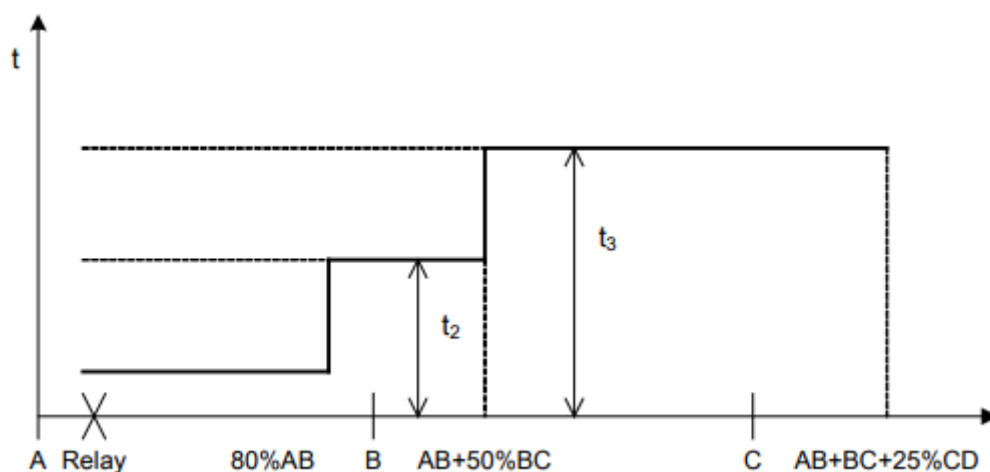 t
t₃
t₂
A Relay 80%AB B AB+50%BC C AB+BC+25%CD